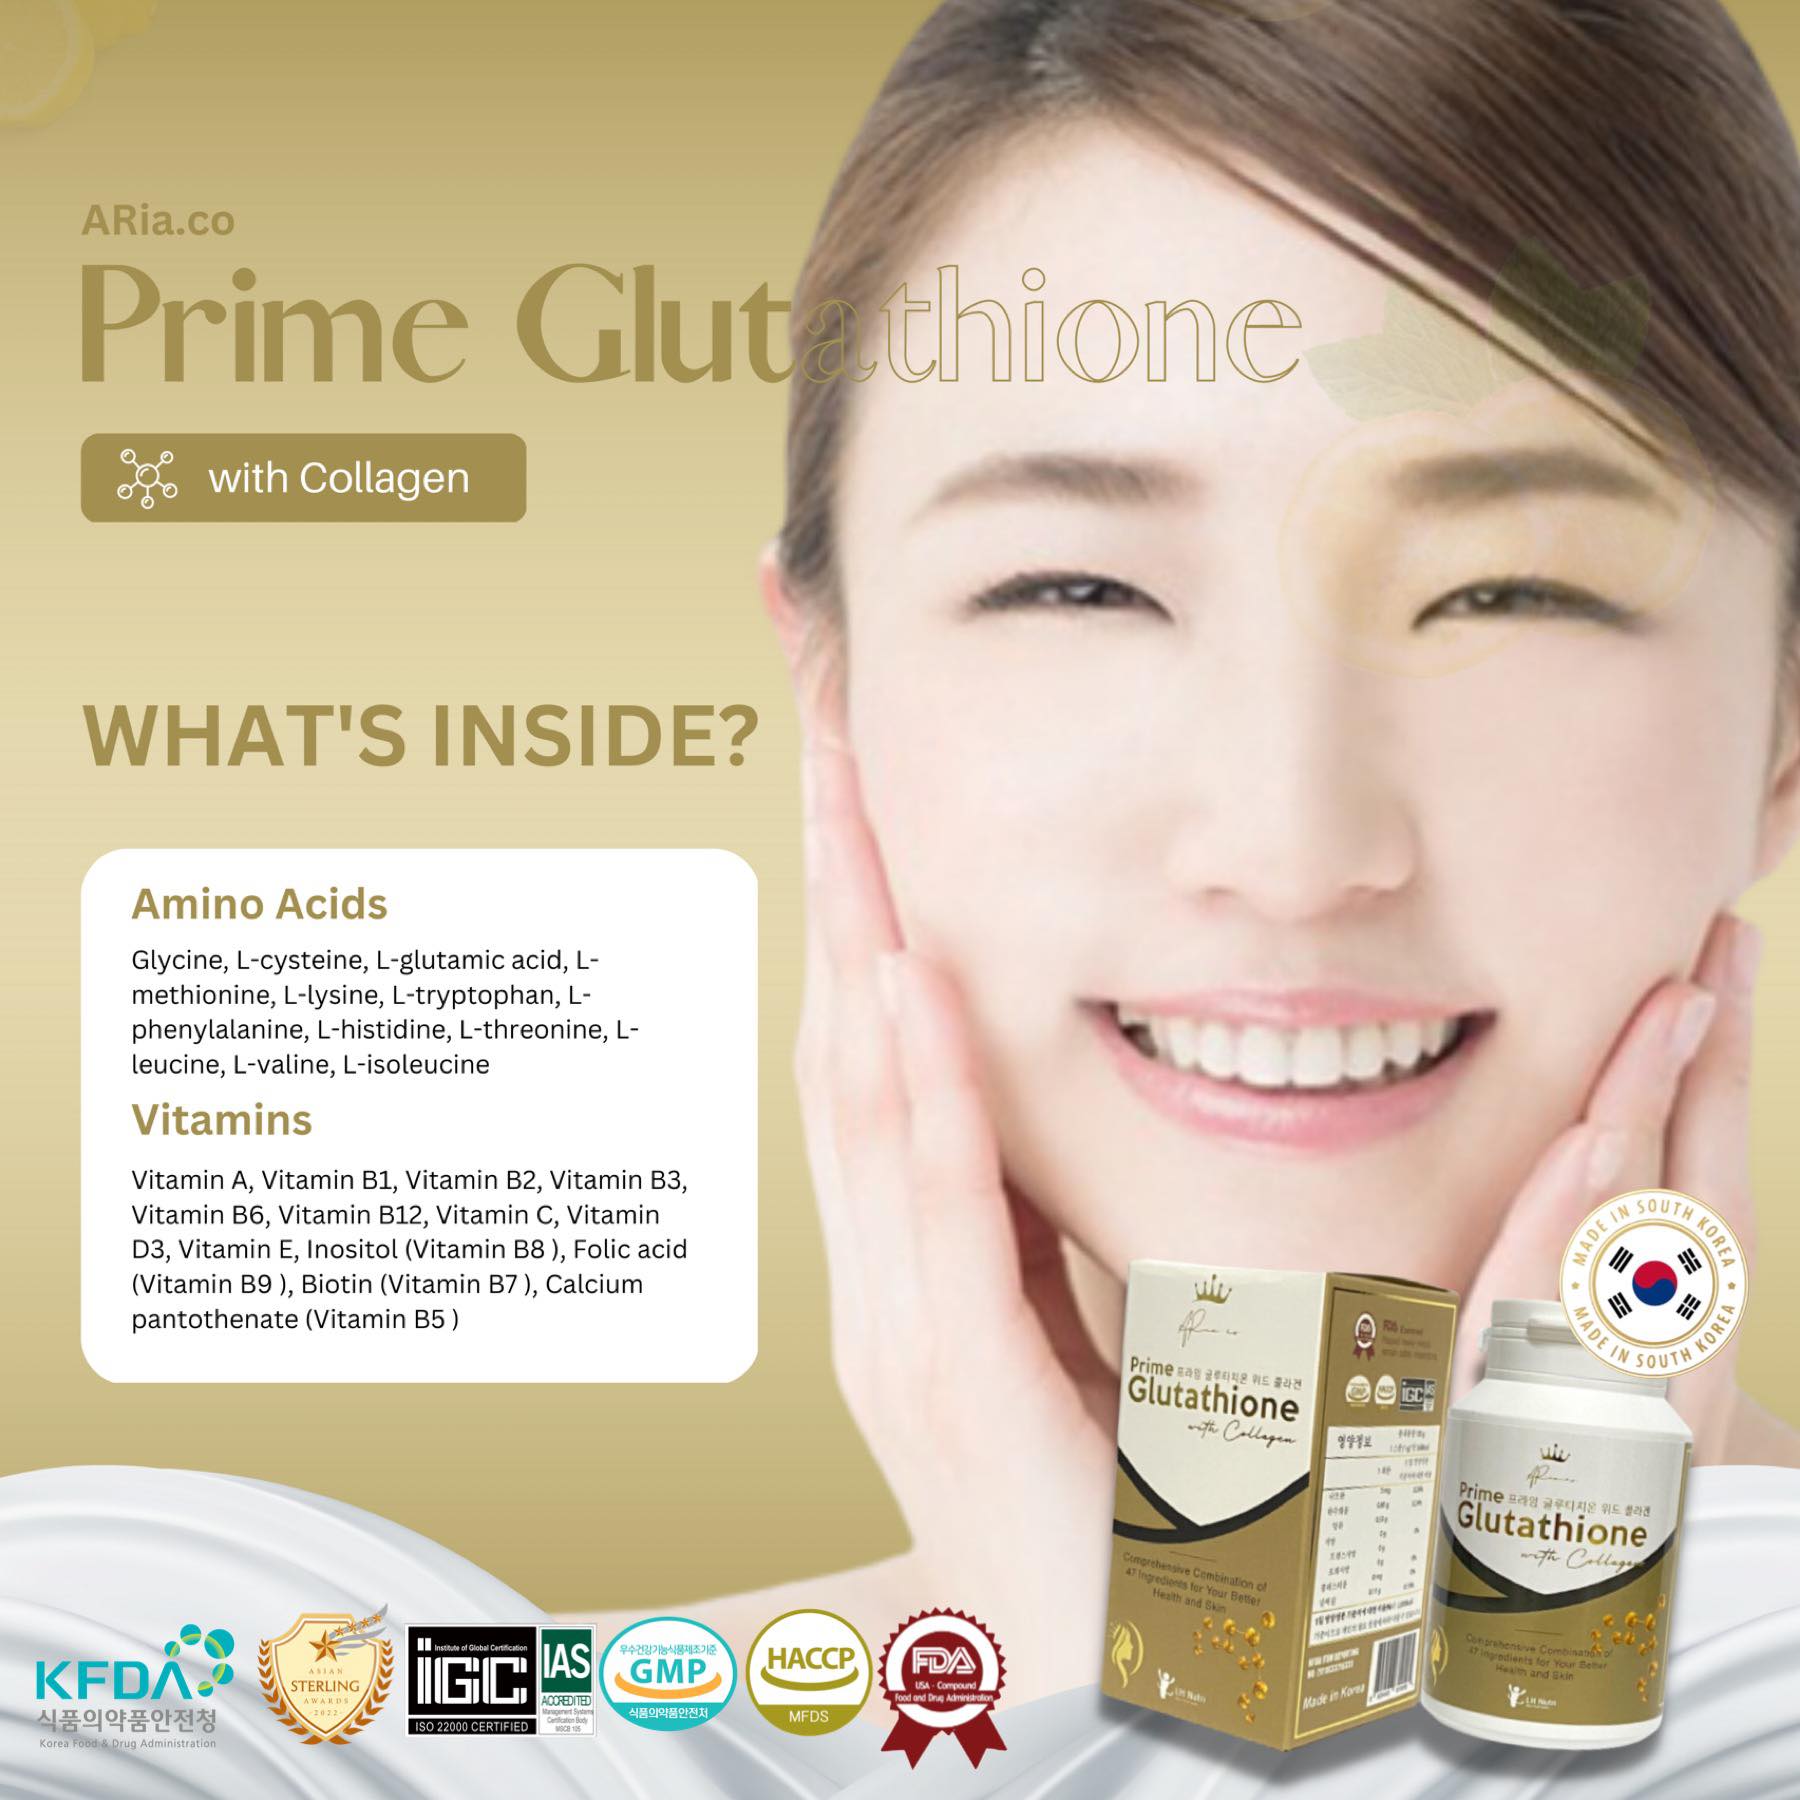 ARia.co
Prime Glutathione
with Collagen
WHAT'S INSIDE?
Amino Acids
Glycine, L-cysteine, L-glutamic acid, L-
methionine, L-lysine, L-tryptophan, L-
phenylalanine, L-histidine, L-threonine, L-
leucine, L-valine, L-isoleucine
Vitamins
Vitamin A, Vitamin B1, Vitamin B2, Vitamin B3,
Vitamin B6, Vitamin B12, Vitamin C, Vitamin
D3, Vitamin E, Inositol (Vitamin B8 ), Folic acid
(Vitamin B9 ), Biotin (Vitamin B7 ), Calcium
pantothenate (Vitamin B5 )
MADE IN SOUTH KOREA
MADE IN SOUTH KOREA
Prime 프라임 글루타치온 위드 콜라겐
Glutathione
with Collagen
Comprehensive Combination of
47 Ingredients for Your Better
Health and Skin
LH Nutri
FDA
GMP
HACCP
IGC
IAS
영양정보
Made in Korea
Prime 프라임 글루타치온 위드 콜라겐
Glutathione
with Collagen
Comprehensive Combination of
47 Ingredients for Your Better
Health and Skin
LH Nutri
KFDA
식품의약품안전청
Korea Food & Drug Administration
ASIAN
STERLING
AWARDS
-2022-
Institute of Global Certification
iGC
ISO 22000 CERTIFIED
IAS
ACCREDITED
Management Systems
Certification Body
MSCB 105
우수건강기능식품제조기준
GMP
식품의약품안전처
HACCP
MFDS
FDA
USA - Compound
Food and Drug Administration